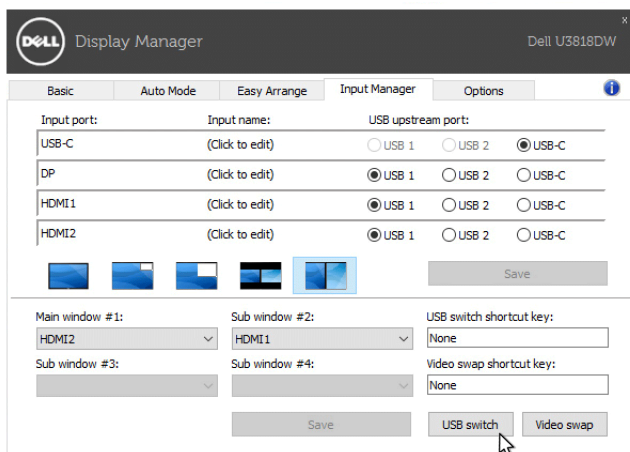 x
DELL Display Manager Dell U3818DW
Basic Auto Mode Easy Arrange Input Manager Options i
Input port: Input name: USB upstream port:
USB-C (Click to edit) USB 1 USB 2 USB-C
DP (Click to edit) USB 1 USB 2 USB-C
HDMI1 (Click to edit) USB 1 USB 2 USB-C
HDMI2 (Click to edit) USB 1 USB 2 USB-C
Save
Main window #1: Sub window #2: USB switch shortcut key:
HDMI2 HDMI1 None
Sub window #3: Sub window #4: Video swap shortcut key:
None
Save USB switch Video swap